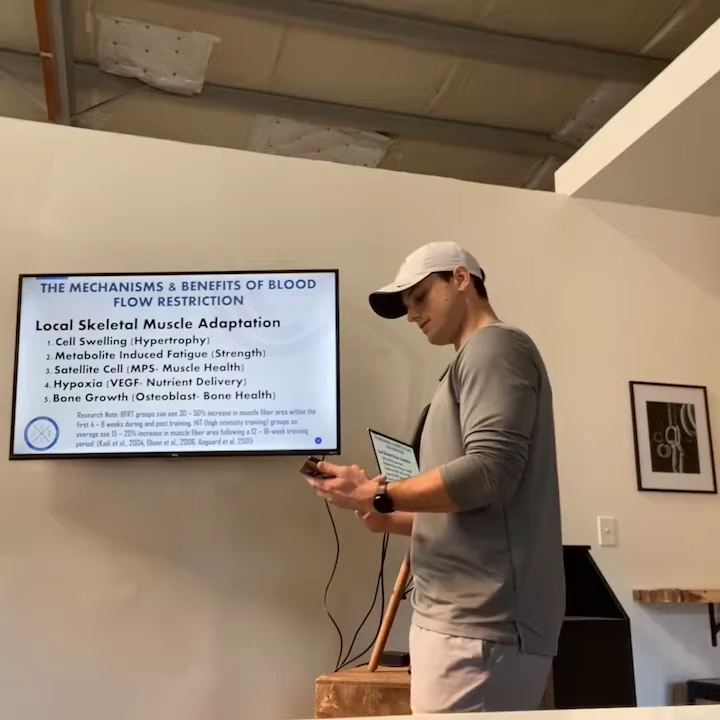 THE MECHANISMS & BENEFITS OF BLOOD
FLOW RESTRICTION
Local Skeletal Muscle Adaptation
1. Cell Swelling (Hypertrophy)
2. Metabolite Induced Fatigue (Strength)
3. Satellite Cell (MPS- Muscle Health)
4. Hypoxia (VEGF- Nutrient Delivery)
5. Bone Growth (Osteoblast- Bone Health)
Research Note: BFRT groups can see 30 – 50% increase in muscle fiber area within the
first 4 – 8 weeks during and post training. HIT (high intensity training) groups on
average see 15 – 20% increase in muscle fiber area following a 12 – 16-week training
period. (Kadi et al., 2004, Olsen et al., 2006, Aagaard et al., 2001)